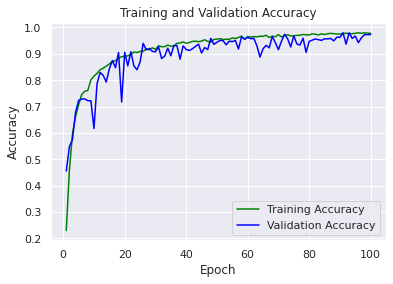 Training and Validation Accuracy
Accuracy
1.0
0.9
0.8
0.7
0.6
0.5
0.4
0.3
0.2
0 20 40 60 80 100
Epoch
Training Accuracy
Validation Accuracy